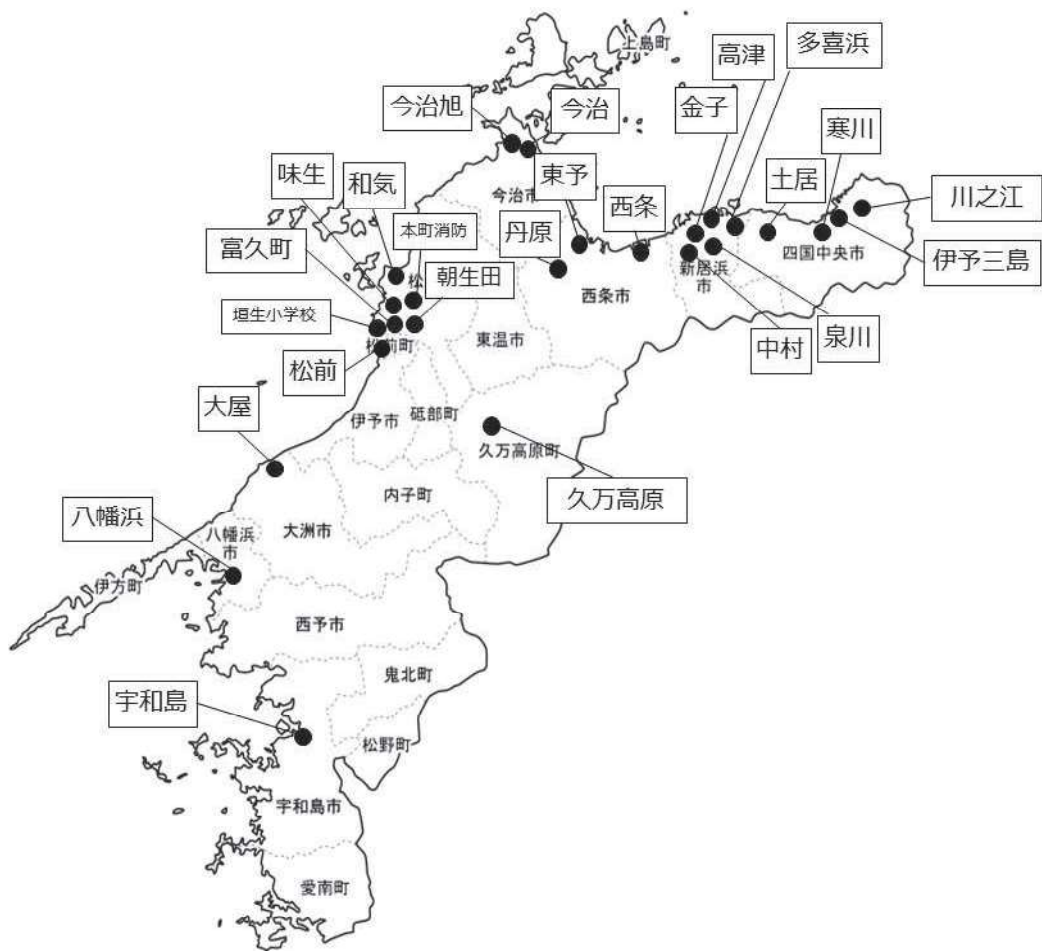 上島町
多喜浜
高津
今治旭
今治
金子
寒川
味生
和気
東予
土居
今治市
西条
川之江
本町消防
丹原
富久町
四国中央市
伊予三島
朝生田
新居浜
市
西条市
垣生小学校
東温市
泉川
中村
松前
大屋
伊予市
砥部町
久万高原町
内子町
久万高原
八幡浜
八幡浜
市
大洲市
伊方町
西予市
鬼北町
宇和島
松野町
宇和島市
愛南町